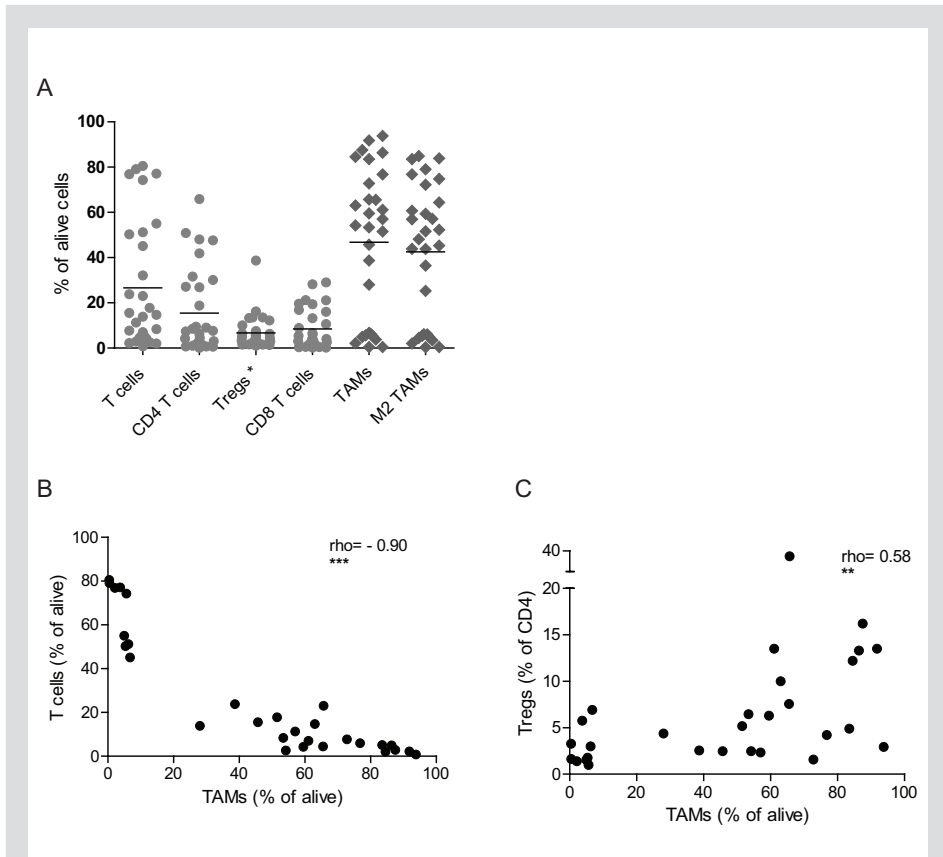 A
% of alive cells
100
80
60
40
20
0
T cells
CD4 T cells
Tregs *
CD8 T cells
TAMs
M2 TAMs
B
T cells (% of alive)
100
80
60
40
20
0
rho= - 0.90
***
0 20 40 60 80 100
TAMs (% of alive)
C
Tregs (% of CD4)
40
20
15
10
5
0
rho= 0.58
**
0 20 40 60 80 100
TAMs (% of alive)